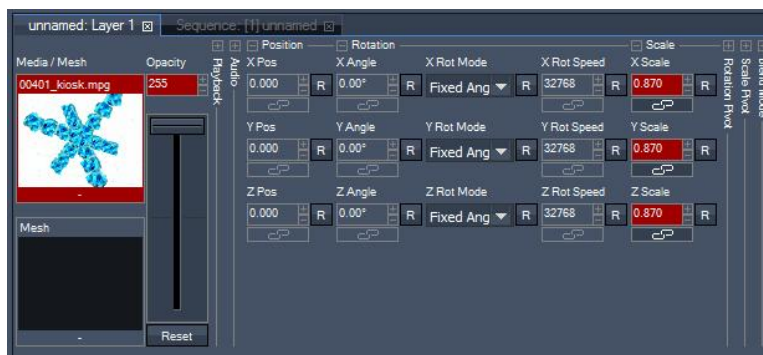 unnamed: Layer 1
Sequence: [1] unnamed
Position
Rotation
Scale
Media / Mesh
Opacity
Playback
Audio
X Pos
X Angle
X Rot Mode
X Rot Speed
X Scale
Rotation Pivot
Scale Pivot
Blend Mode
00401_kiosk.mpg
255
0.000
R
0.00°
R
Fixed Ang
R
32768
R
0.870
R
Y Pos
Y Angle
Y Rot Mode
Y Rot Speed
Y Scale
0.000
R
0.00°
R
Fixed Ang
R
32768
R
0.870
R
Z Pos
Z Angle
Z Rot Mode
Z Rot Speed
Z Scale
-
0.000
R
0.00°
R
Fixed Ang
R
32768
R
0.870
R
Mesh
-
Reset